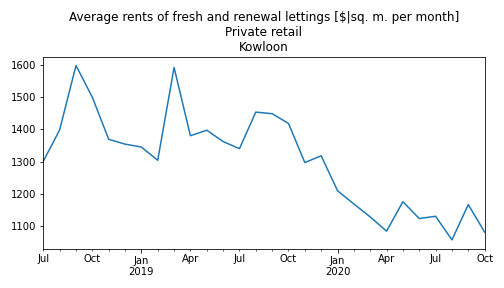 Average rents of fresh and renewal lettings [$|sq. m. per month]
Private retail
Kowloon
1600
1500
1400
1300
1200
1100
Jul Oct Jan Apr Jul Oct Jan Apr Jul Oct
2019 2020